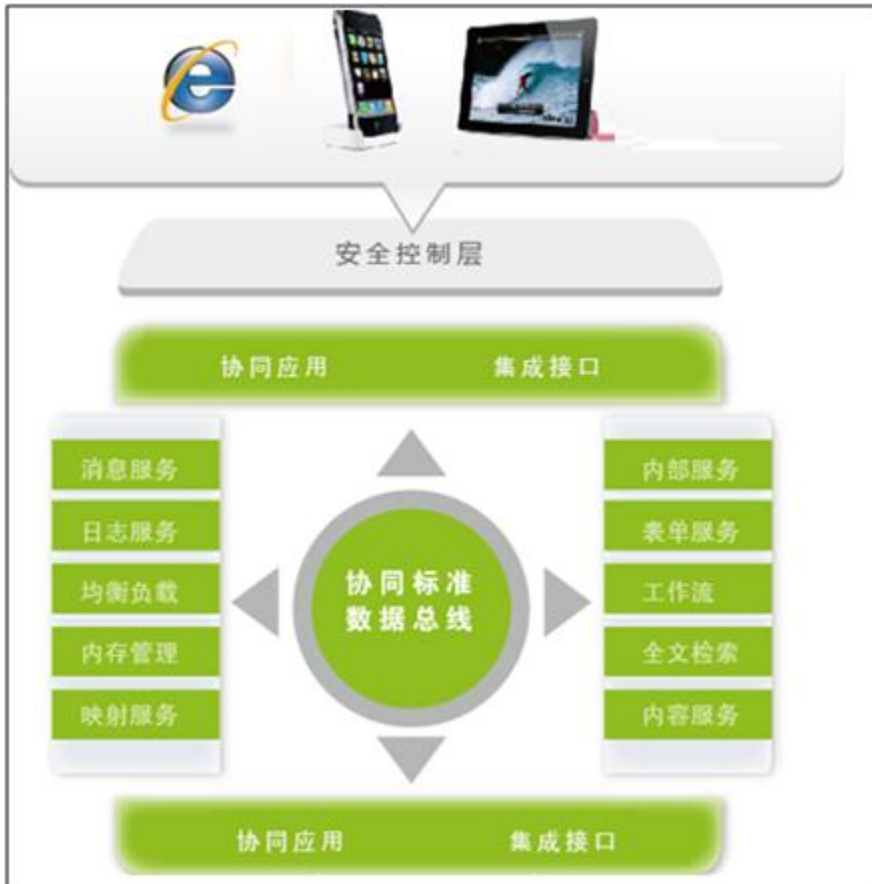 安全控制层
协同应用 集成接口
消息服务
日志服务
均衡负载
内存管理
映射服务
协同标准
数据总线
内部服务
表单服务
工作流
全文检索
内容服务
协同应用 集成接口